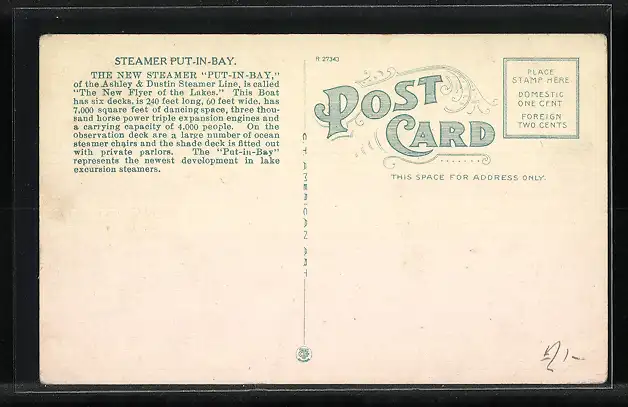 STEAMER PUT-IN-BAY.
THE NEW STEAMER "PUT-IN-BAY,"
of the Ashley & Dustin Steamer Line, is called
"The New Flyer of the Lakes." This Boat
has six decks, is 240 feet long, 60 feet wide, has
7,000 square feet of dancing space, three thou-
sand horse power triple expansion engines and
a carrying capacity of 4,000 people. On the
observation deck are a large number of ocean
steamer chairs and the shade deck is fitted out
with private parlors. The "Put-in-Bay"
represents the newest development in lake
excursion steamers.
R 27343
POST
CARD
THIS SPACE FOR ADDRESS ONLY.
PLACE
STAMP HERE
DOMESTIC
ONE CENT
FOREIGN
TWO CENTS
C. T. AMERICAN ART